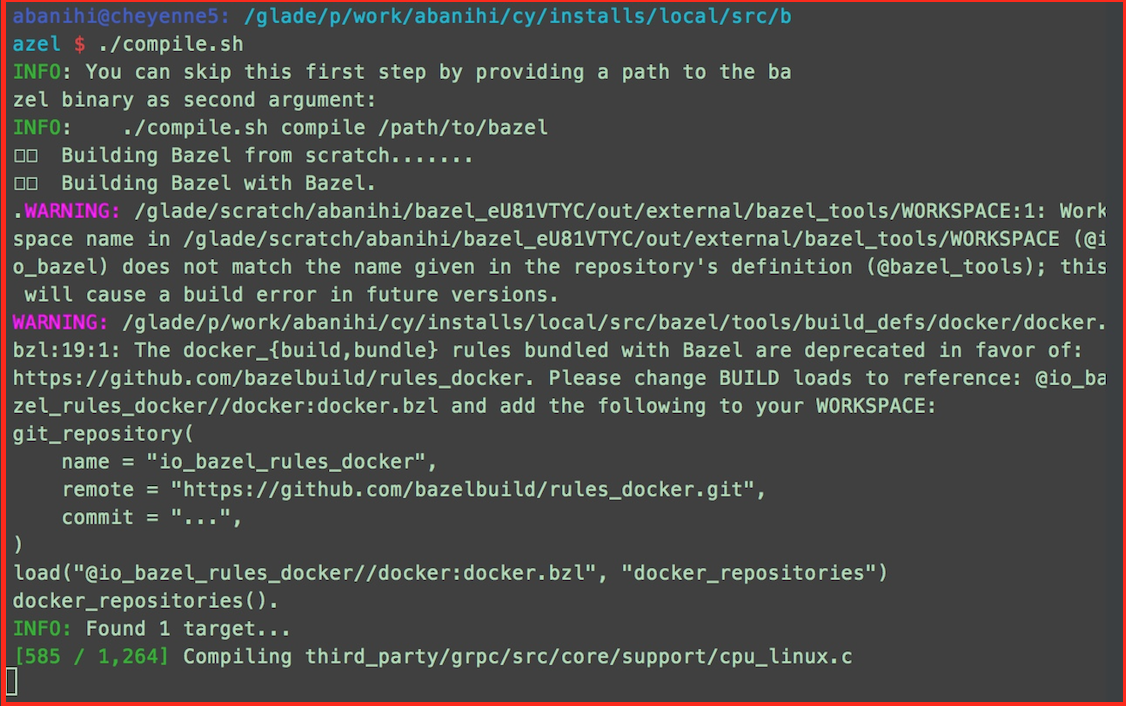 abanihi@cheyenne5: /glade/p/work/abanihi/cy/installs/local/src/b
azel $ ./compile.sh
INFO: You can skip this first step by providing a path to the ba
zel binary as second argument:
INFO:    ./compile.sh compile /path/to/bazel
□□  Building Bazel from scratch.......
□□  Building Bazel with Bazel.
.WARNING: /glade/scratch/abanihi/bazel_eU81VTYC/out/external/bazel_tools/WORKSPACE:1: Work
space name in /glade/scratch/abanihi/bazel_eU81VTYC/out/external/bazel_tools/WORKSPACE (@i
o_bazel) does not match the name given in the repository's definition (@bazel_tools); this
 will cause a build error in future versions.
WARNING: /glade/p/work/abanihi/cy/installs/local/src/bazel/tools/build_defs/docker/docker.
bzl:19:1: The docker_{build,bundle} rules bundled with Bazel are deprecated in favor of:
https://github.com/bazelbuild/rules_docker. Please change BUILD loads to reference: @io_ba
zel_rules_docker//docker:docker.bzl and add the following to your WORKSPACE:
git_repository(
    name = "io_bazel_rules_docker",
    remote = "https://github.com/bazelbuild/rules_docker.git",
    commit = "...",
)
load("@io_bazel_rules_docker//docker:docker.bzl", "docker_repositories")
docker_repositories().
INFO: Found 1 target...
[585 / 1,264] Compiling third_party/grpc/src/core/support/cpu_linux.c